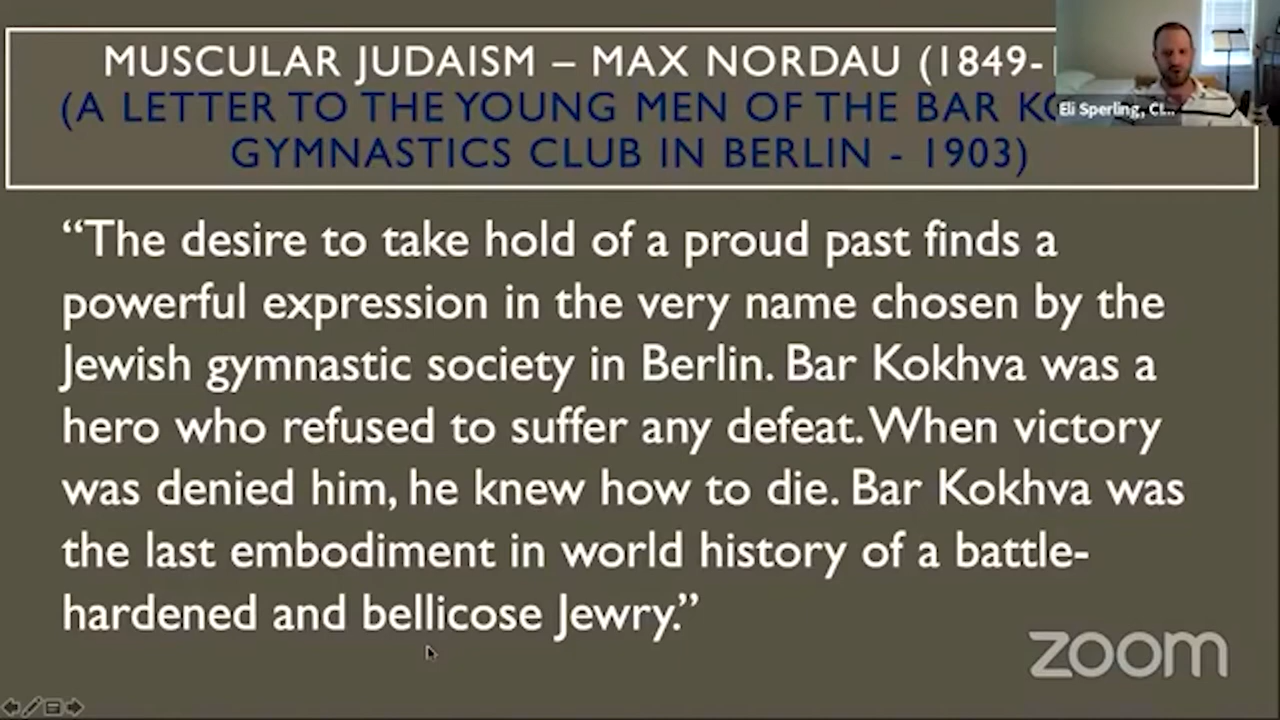 MUSCULAR JUDAISM – MAX NORDAU (1849-
(A LETTER TO THE YOUNG MEN OF THE BAR
GYMNASTICS CLUB IN BERLIN - 1903)
Eli Sperling, CI...
“The desire to take hold of a proud past finds a
powerful expression in the very name chosen by the
Jewish gymnastic society in Berlin. Bar Kokhva was a
hero who refused to suffer any defeat. When victory
was denied him, he knew how to die. Bar Kokhva was
the last embodiment in world history of a battle-
hardened and bellicose Jewry.”
zoom